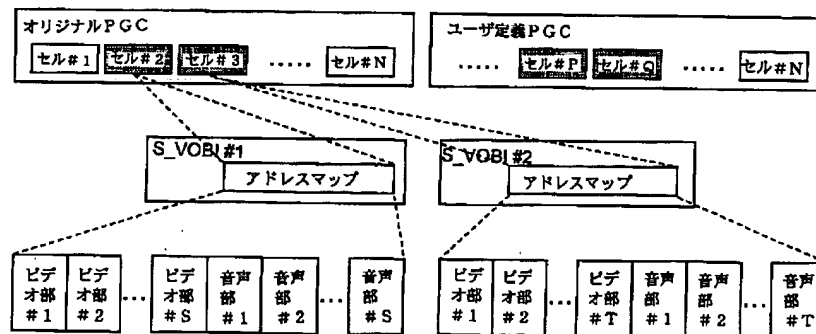 オリジナルPGC
セル#1 セル#2 セル#3 ..... セル#N
ユーザ定義PGC
..... セル#P セル#Q ..... セル#N
S_VOBI #1
アドレスマップ
S_VOBI #2
アドレスマップ
ビデオ部#1 ビデオ部#2 ... ビデオ部#S 音声部#1 音声部#2 ... 音声部#S
ビデオ部#1 ビデオ部#2 ... ビデオ部#T 音声部#1 音声部#2 ... 音声部#T